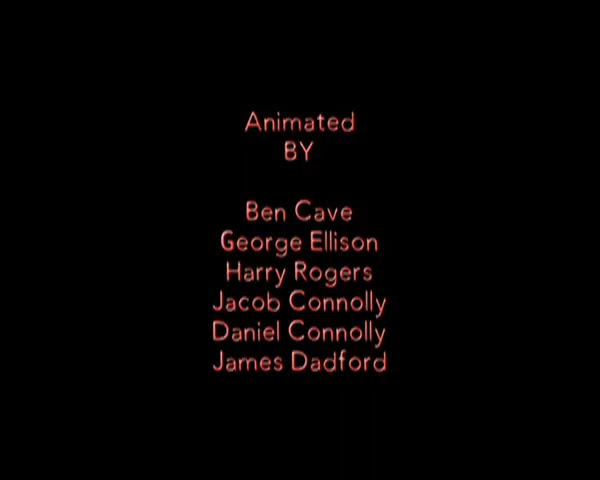 Animated
BY
Ben Cave
George Ellison
Harry Rogers
Jacob Connolly
Daniel Connolly
James Dadford